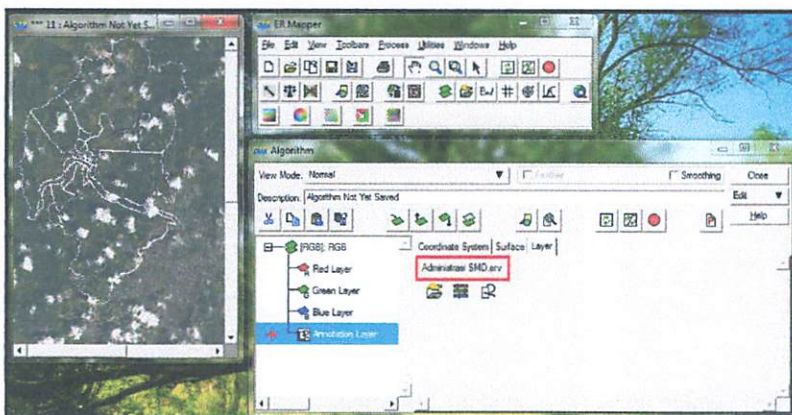 *** 11 : Algorithm Not Yet S...
ER Mapper
File Edit View Toolbars Process Utilities Windows Help
Algorithm
View Mode: Normal
Smoothing
Close
Description: Algorithm Not Yet Saved
Edit
Help
[RGB]: RGB
Coordinate System Surface Layer
Red Layer
Administrasi SMD.erv
Green Layer
Blue Layer
Annotation Layer